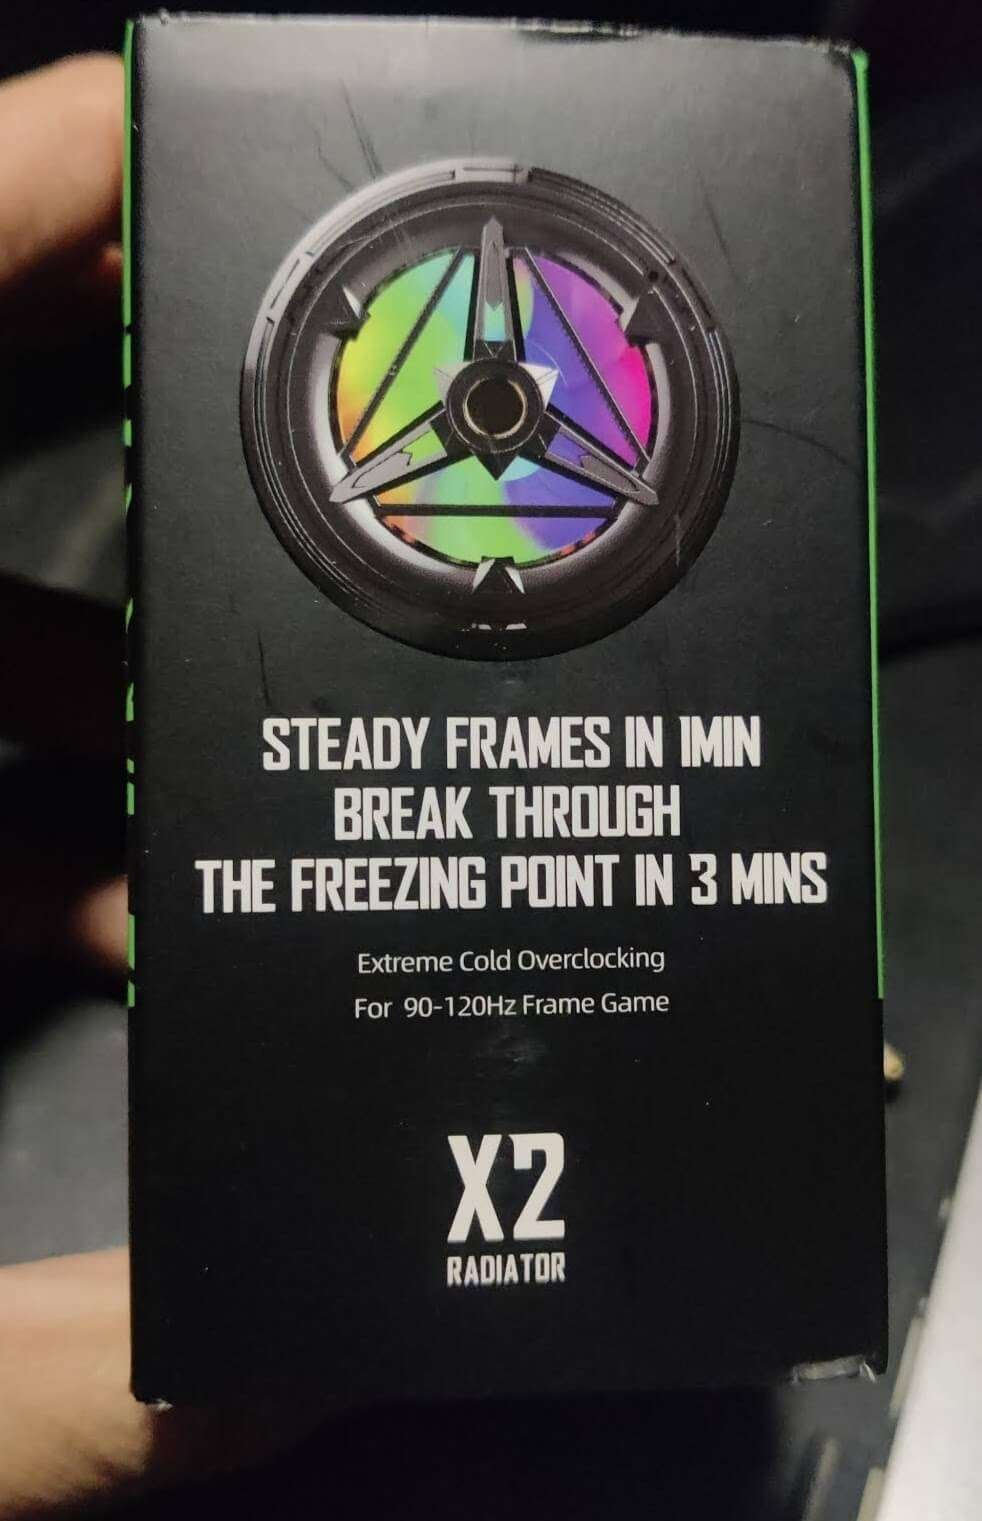 STEADY FRAMES IN 1MIN
BREAK THROUGH
THE FREEZING POINT IN 3 MINS
Extreme Cold Overclocking
For 90-120Hz Frame Game
X2
RADIATOR